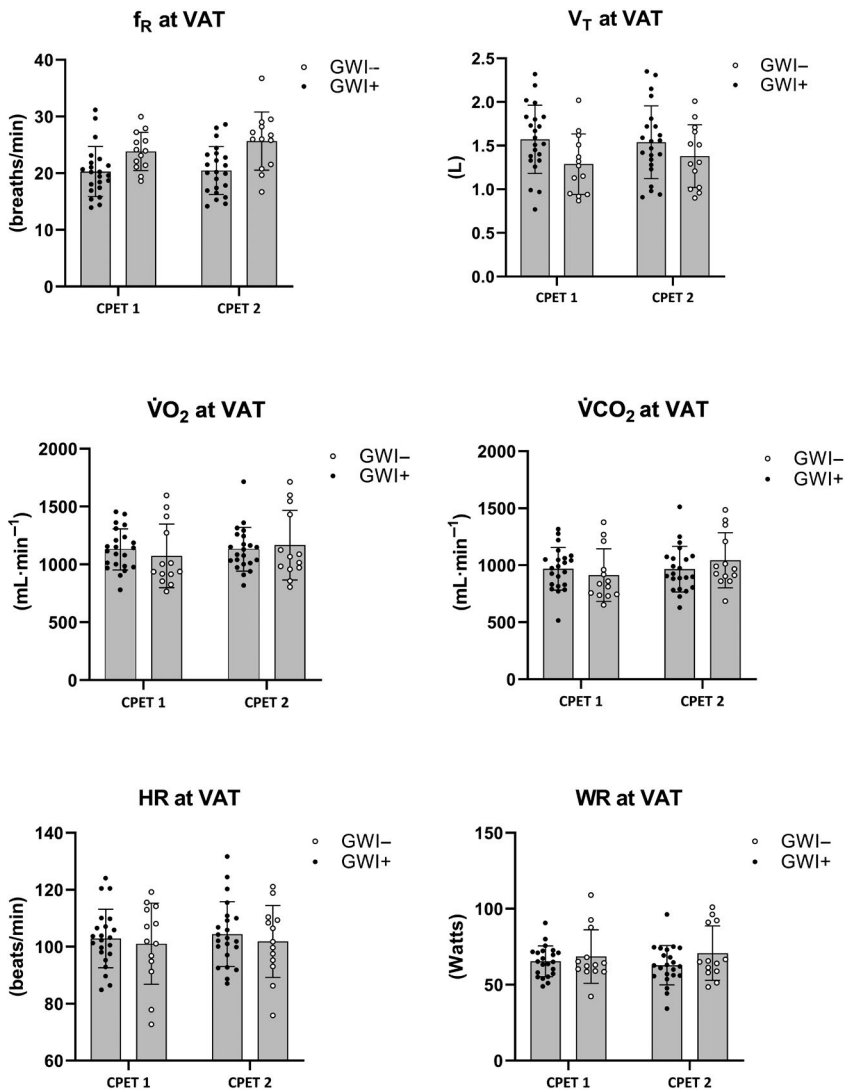 f_R at VAT
GWI--
GWI+
(breaths/min)
40
30
20
10
0
CPET 1
CPET 2
V_T at VAT
GWI–
GWI+
(L)
2.5
2.0
1.5
1.0
0.5
0.0
CPET 1
CPET 2
V̇O₂ at VAT
GWI–
GWI+
(mL·min⁻¹)
2000
1500
1000
500
0
CPET 1
CPET 2
V̇CO₂ at VAT
GWI–
GWI+
(mL·min⁻¹)
2000
1500
1000
500
0
CPET 1
CPET 2
HR at VAT
GWI–
GWI+
(beats/min)
140
120
100
80
60
CPET 1
CPET 2
WR at VAT
GWI–
GWI+
(Watts)
150
100
50
0
CPET 1
CPET 2